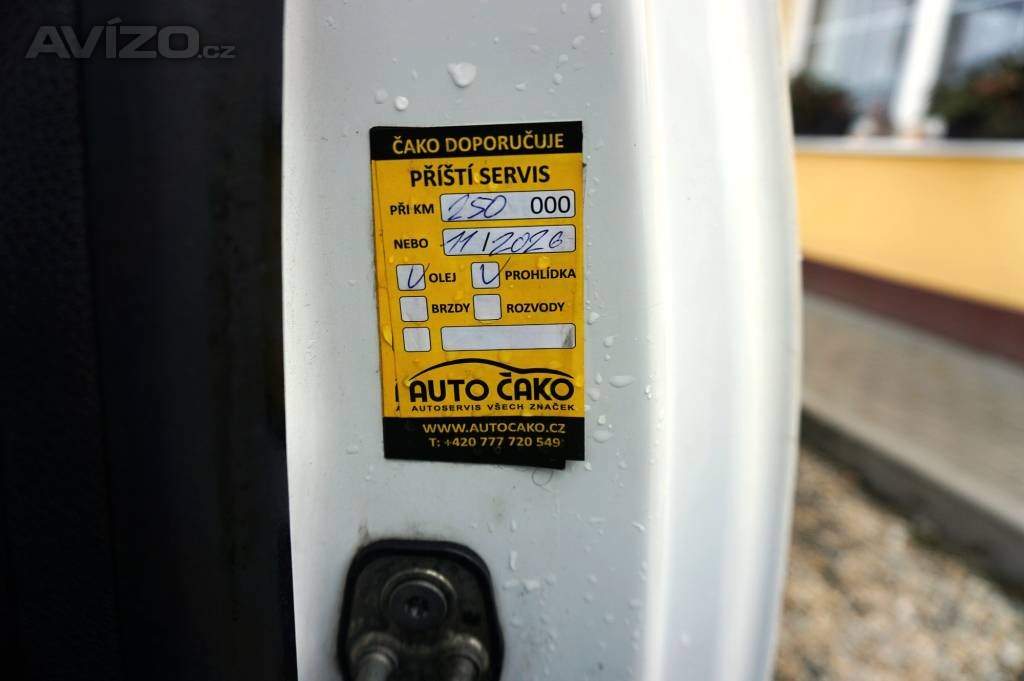 AVÍZO.cz
ČAKO DOPORUČUJE
PŘÍŠTÍ SERVIS
PŘI KM 250 000
NEBO 11/2026
V OLEJ V PROHLÍDKA
BRZDY ROZVODY
AUTO ČAKO
AUTOSERVIS VŠECH ZNAČEK
WWW.AUTOCAKO.CZ
T: +420 777 720 549